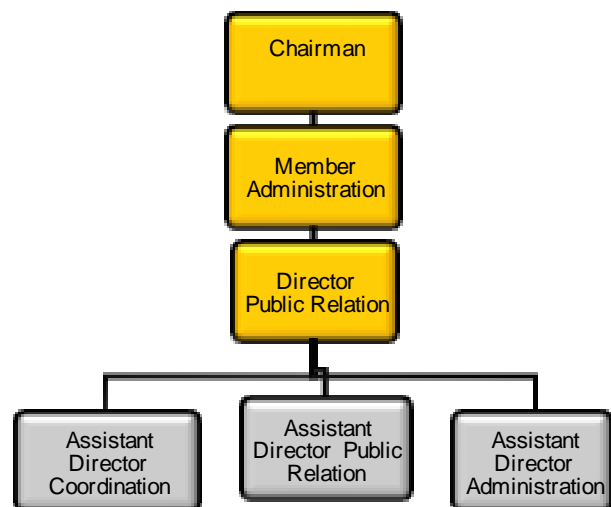 Chairman
Member
Administration
Director
Public Relation
Assistant
Director
Coordination
Assistant
Director Public
Relation
Assistant
Director
Administration